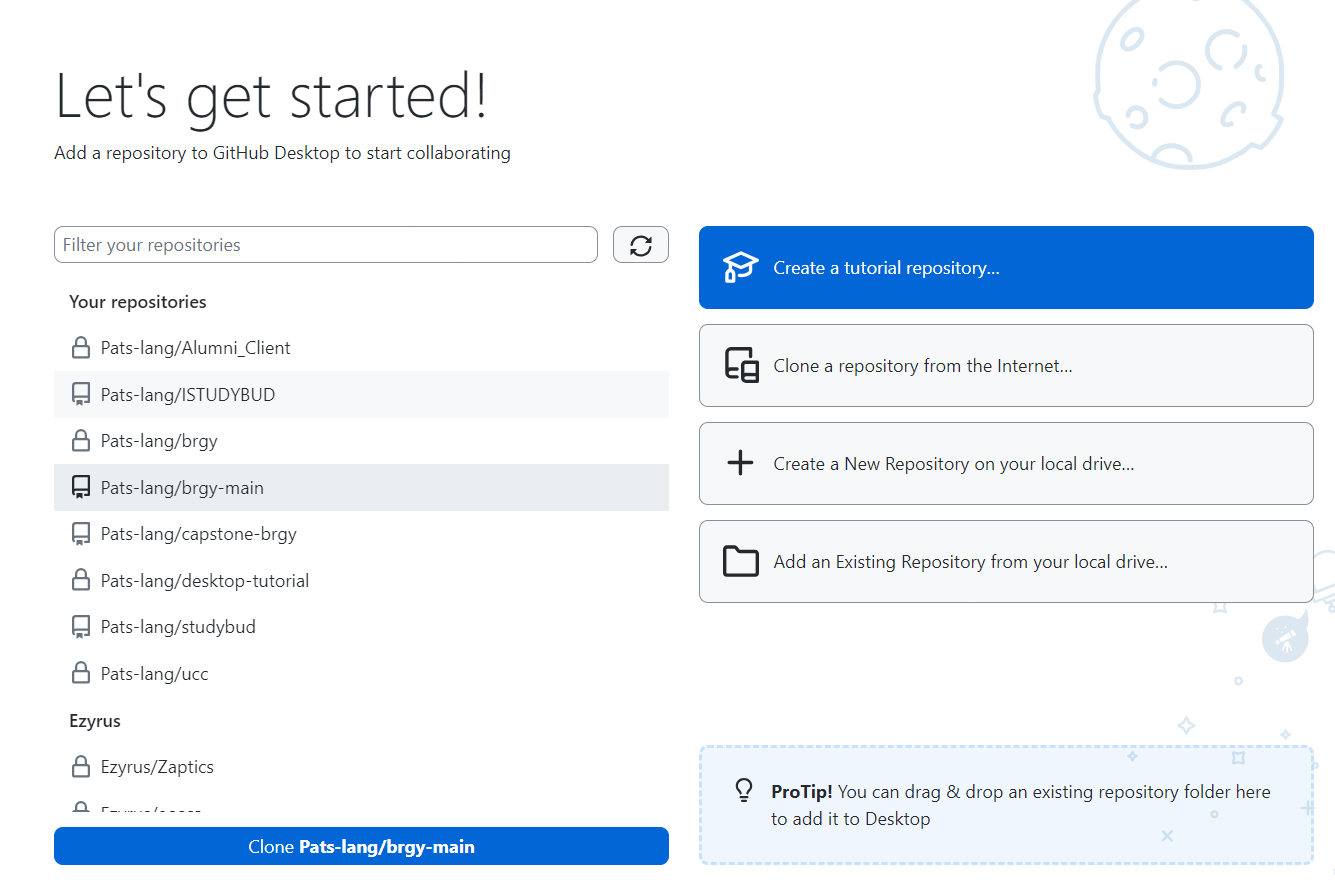 Let's get started!
Add a repository to GitHub Desktop to start collaborating
Filter your repositories
Your repositories
Pats-lang/Alumni_Client
Pats-lang/ISTUDYBUD
Pats-lang/brgy
Pats-lang/brgy-main
Pats-lang/capstone-brgy
Pats-lang/desktop-tutorial
Pats-lang/studybud
Pats-lang/ucc
Ezyrus
Ezyrus/Zaptics
Clone Pats-lang/brgy-main
Create a tutorial repository...
Clone a repository from the Internet...
Create a New Repository on your local drive...
Add an Existing Repository from your local drive...
ProTip! You can drag & drop an existing repository folder here
to add it to Desktop